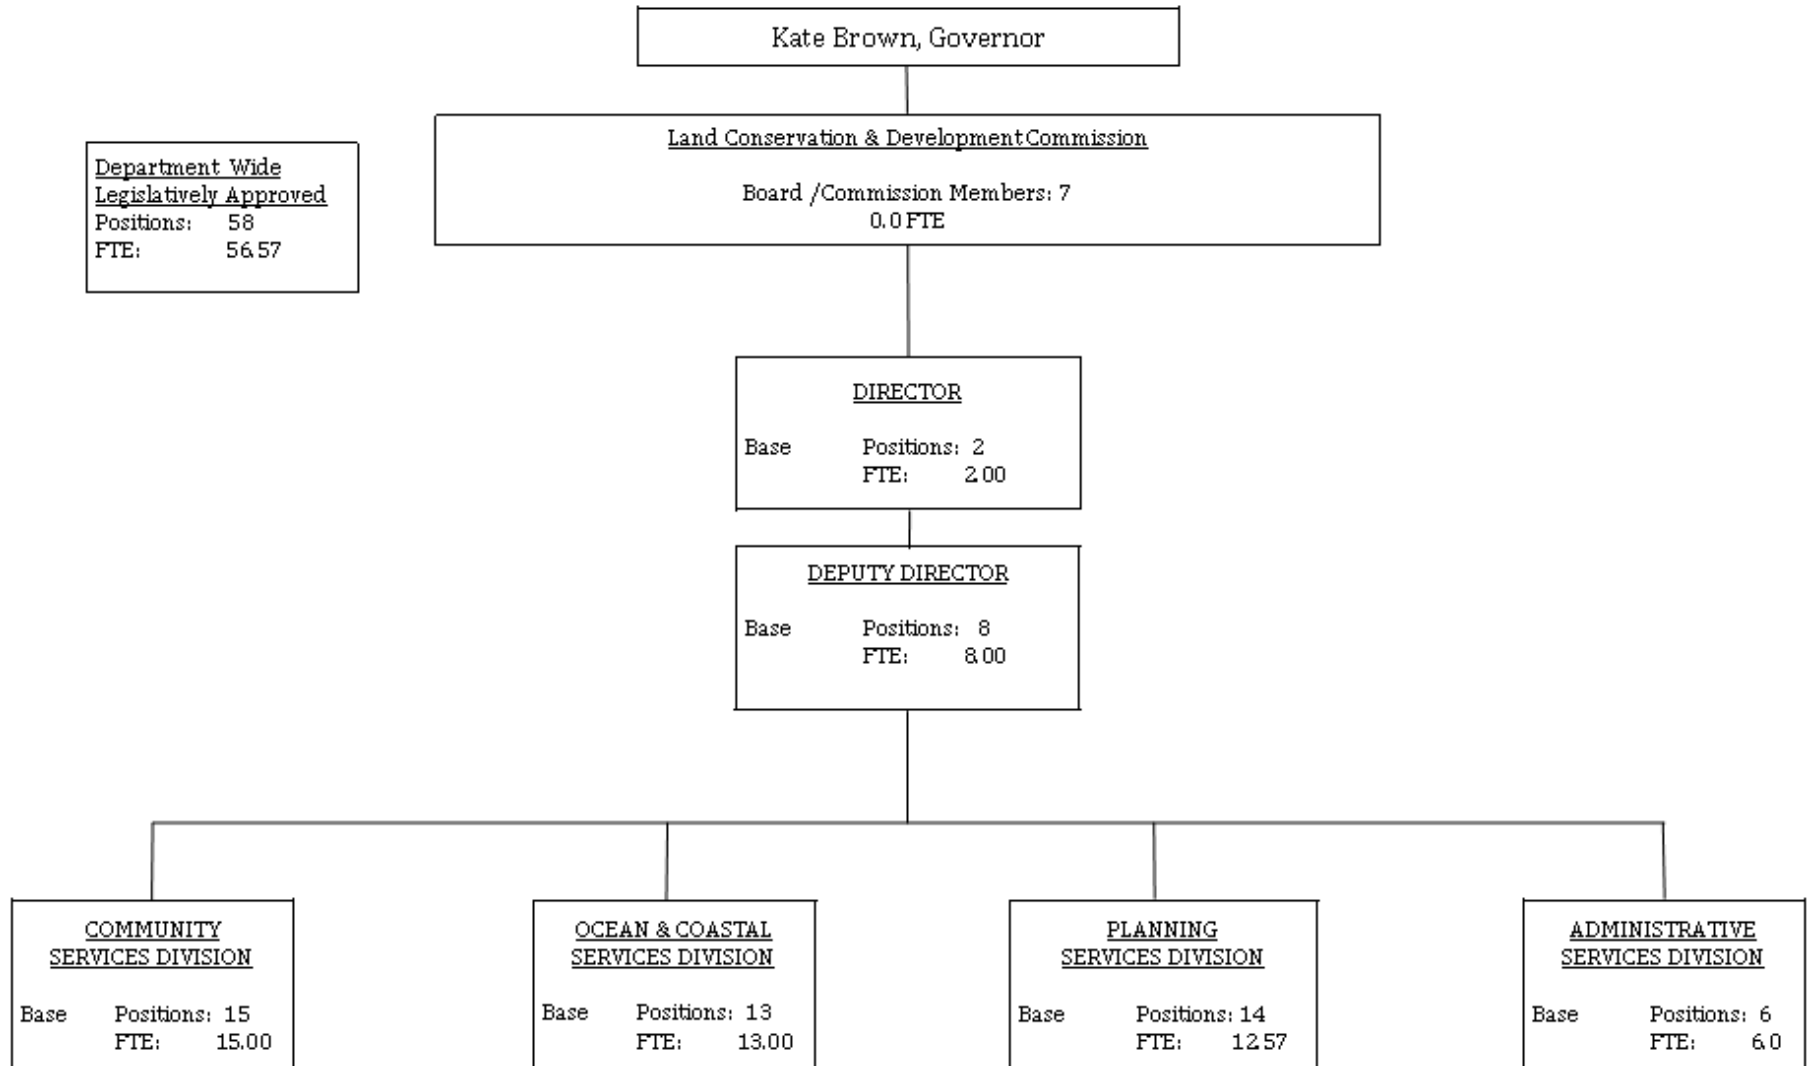 Kate Brown, Governor
Land Conservation & Development Commission
Board /Commission Members: 7
0.0 FTE
Department Wide
Legislatively Approved
Positions: 58
FTE: 56.57
DIRECTOR
Base Positions: 2
FTE: 2.00
DEPUTY DIRECTOR
Base Positions: 8
FTE: 8.00
COMMUNITY
SERVICES DIVISION
Base Positions: 15
FTE: 15.00
OCEAN & COASTAL
SERVICES DIVISION
Base Positions: 13
FTE: 13.00
PLANNING
SERVICES DIVISION
Base Positions: 14
FTE: 12.57
ADMINISTRATIVE
SERVICES DIVISION
Base Positions: 6
FTE: 6.0